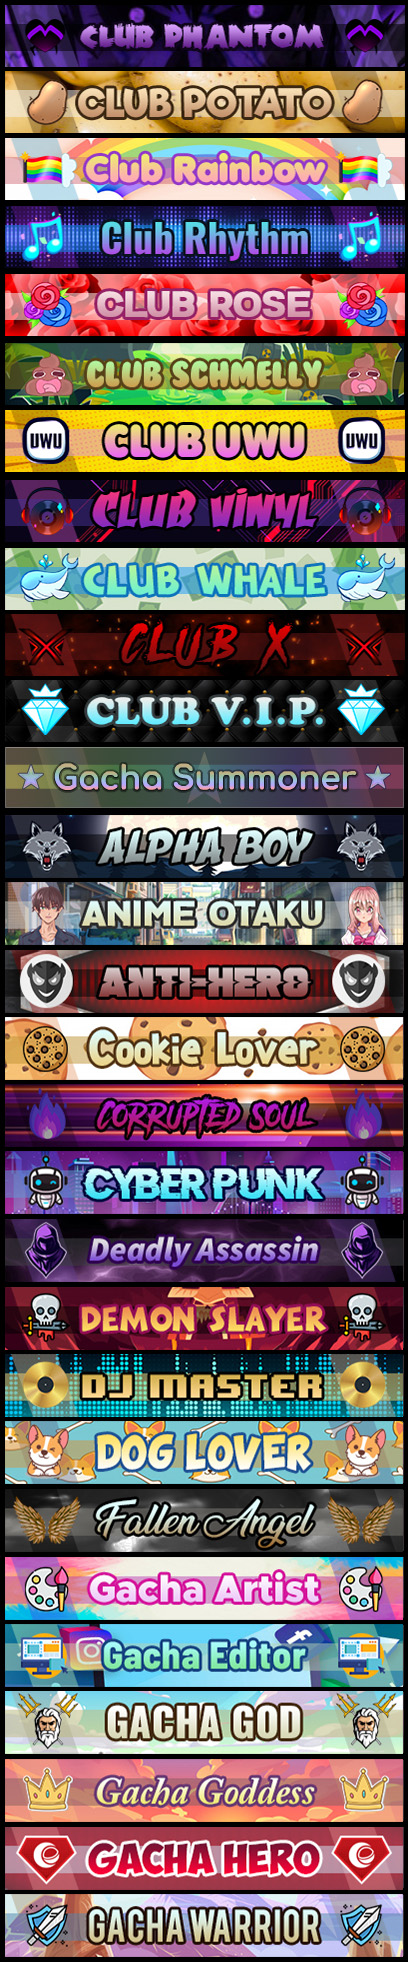 CLUB PHANTOM
CLUB POTATO
Club Rainbow
Club Rhythm
CLUB ROSE
CLUB SCHMELLY
UWU CLUB UWU UWU
CLUB VINYL
CLUB WHALE
CLUB X
CLUB V.I.P.
Gacha Summoner
ALPHA BOY
ANIME OTAKU
ANTI-HERO
Cookie Lover
CORRUPTED SOUL
CYBER PUNK
Deadly Assassin
DEMON SLAYER
DJ MASTER
DOG LOVER
Fallen Angel
Gacha Artist
Gacha Editor
GACHA GOD
Gacha Goddess
GACHA HERO
GACHA WARRIOR